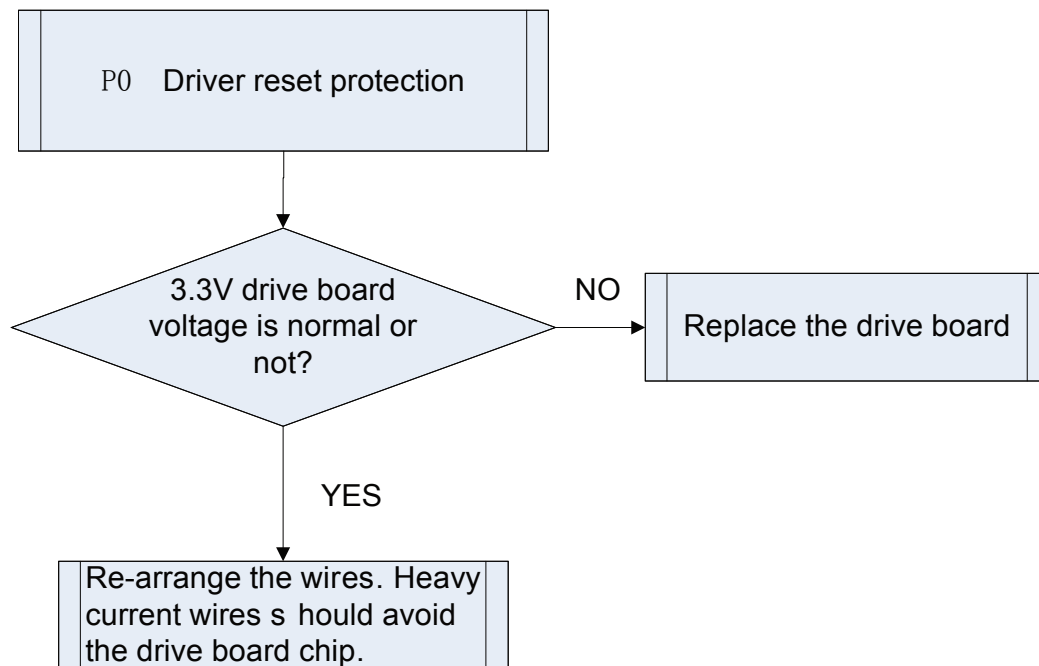 P0 Driver reset protection
3.3V drive board
voltage is normal or
not?
NO
Replace the drive board
YES
Re-arrange the wires. Heavy
current wires s hould avoid
the drive board chip.